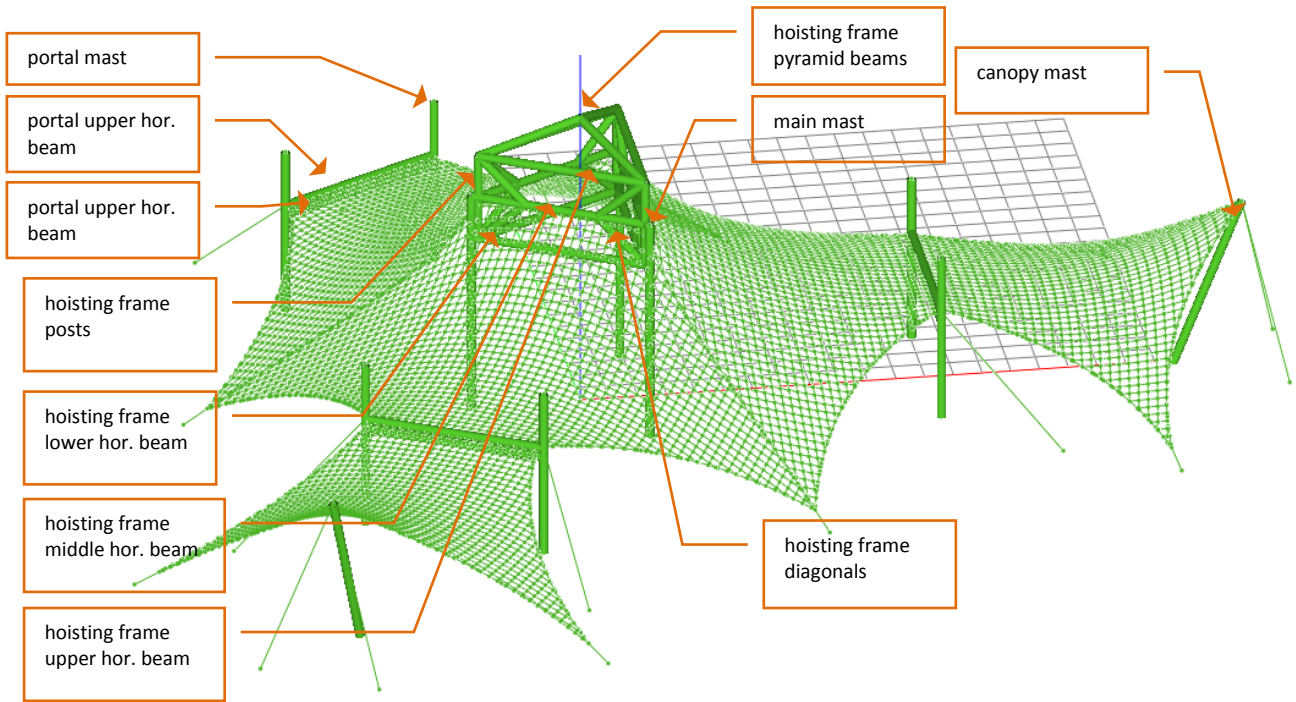 portal mast
portal upper hor.
beam
portal upper hor.
beam
hoisting frame
posts
hoisting frame
lower hor. beam
hoisting frame
middle hor. beam
hoisting frame
upper hor. beam
hoisting frame
pyramid beams
main mast
canopy mast
hoisting frame
diagonals